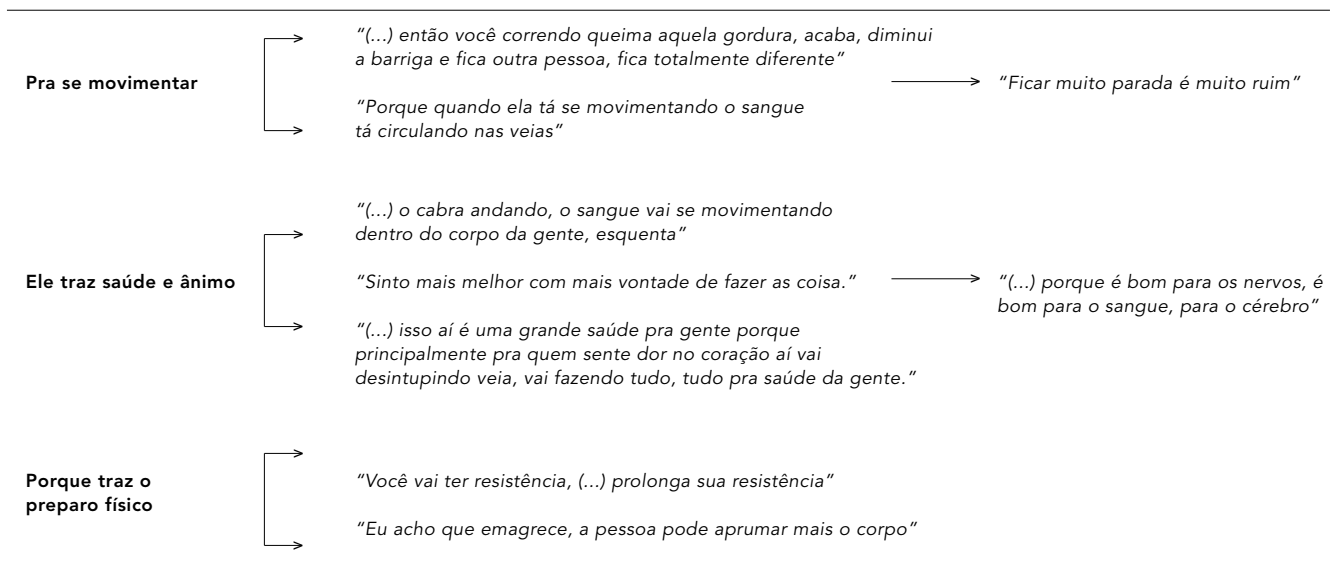 “(...) então você correndo queima aquela gordura, acaba, diminui
a barriga e fica outra pessoa, fica totalmente diferente”
Pra se movimentar
“Ficar muito parada é muito ruim”
“Porque quando ela tá se movimentando o sangue
tá circulando nas veias”
“(...) o cabra andando, o sangue vai se movimentando
dentro do corpo da gente, esquenta”
Ele traz saúde e ânimo
“Sinto mais melhor com mais vontade de fazer as coisa.”
“(...) porque é bom para os nervos, é
bom para o sangue, para o cérebro”
“(...) isso aí é uma grande saúde pra gente porque
principalmente pra quem sente dor no coração aí vai
desintupindo veia, vai fazendo tudo, tudo pra saúde da gente.”
Porque traz o
preparo físico
“Você vai ter resistência, (...) prolonga sua resistência”
“Eu acho que emagrece, a pessoa pode aprumar mais o corpo”